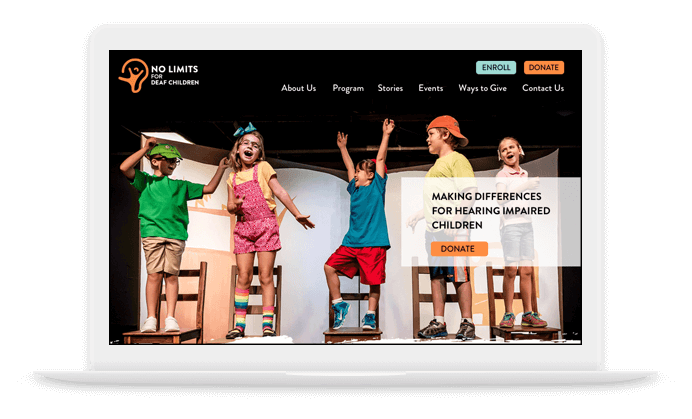 NO LIMITS
FOR
DEAF CHILDREN
ENROLL
DONATE
About Us
Program
Stories
Events
Ways to Give
Contact Us
MAKING DIFFERENCES
FOR HEARING IMPAIRED
CHILDREN
DONATE